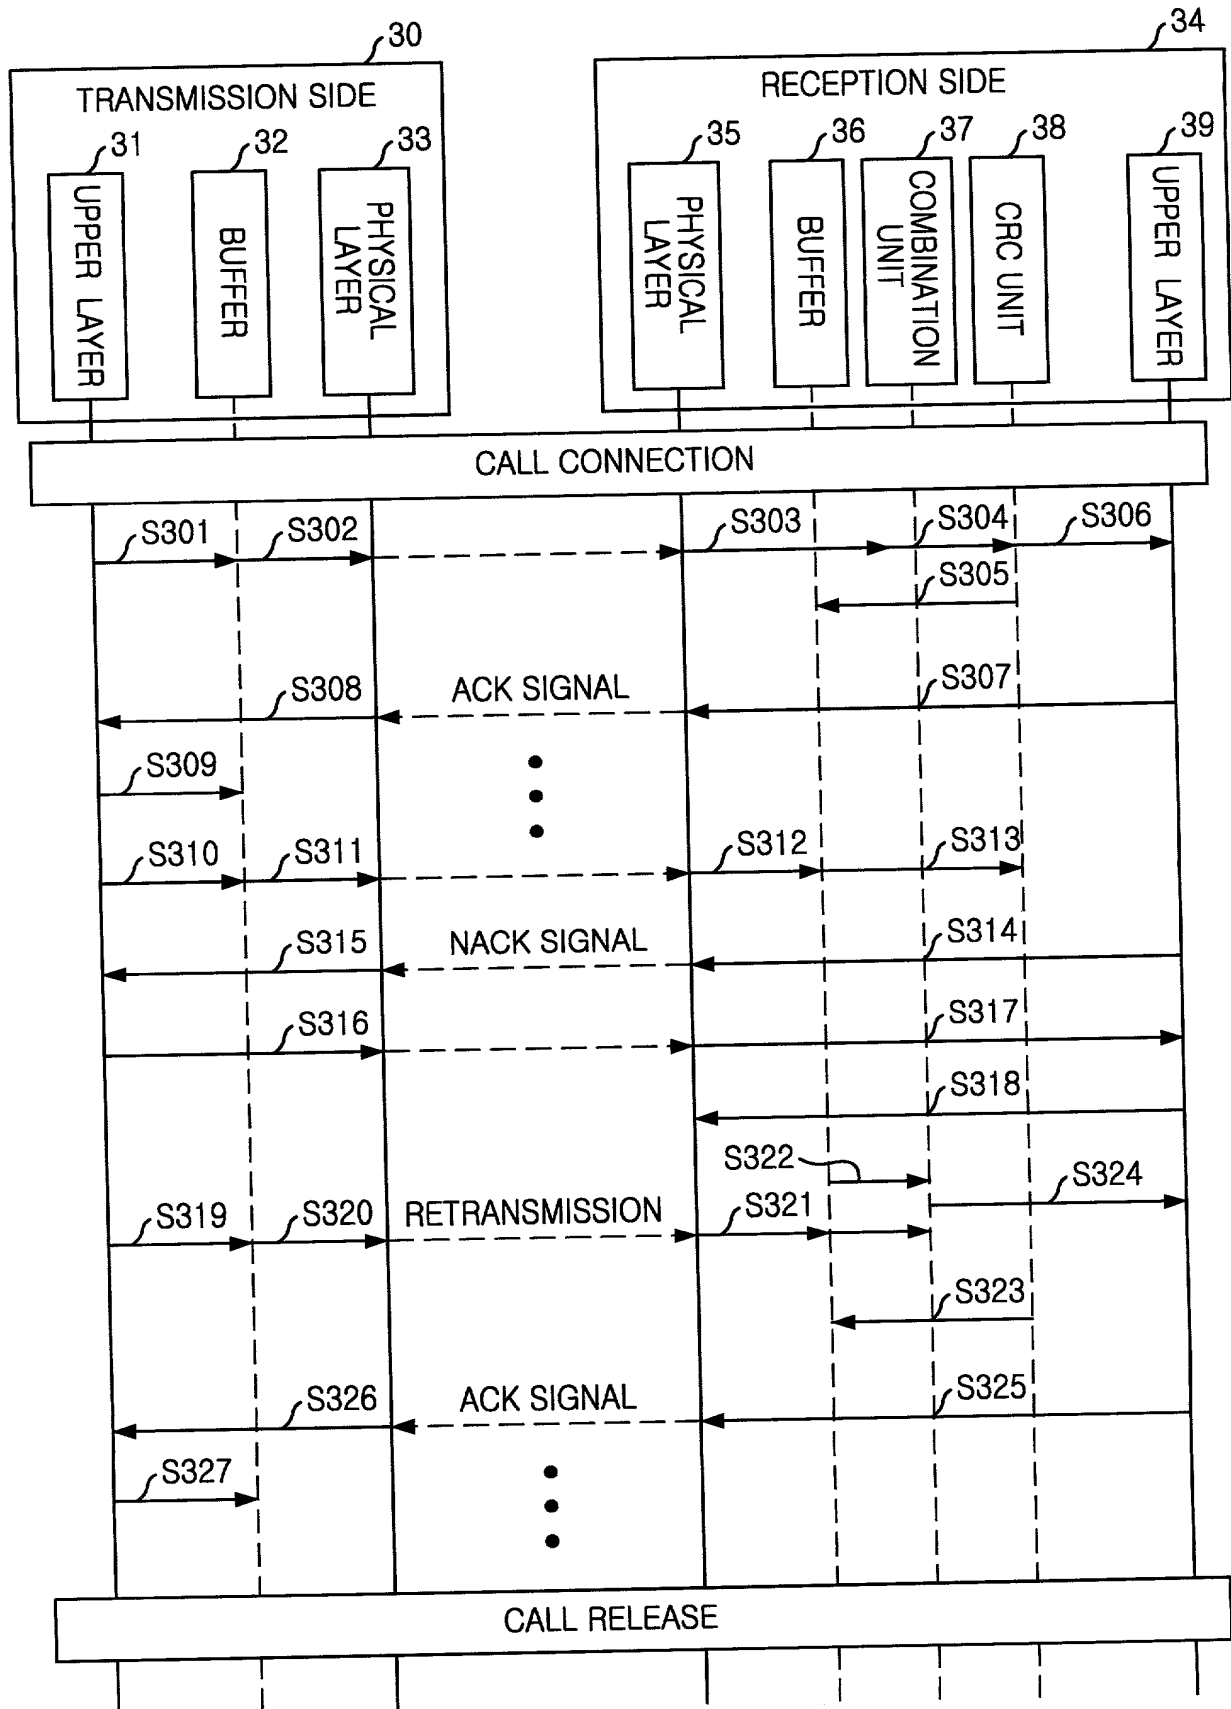 30
34
TRANSMISSION SIDE
RECEPTION SIDE
31
32
33
35
36
37
38
39
UPPER LAYER
BUFFER
PHYSICAL
LAYER
PHYSICAL
LAYER
BUFFER
COMBINATION
UNIT
CRC UNIT
UPPER LAYER
CALL CONNECTION
S301
S302
S303
S304
S306
S305
S308
ACK SIGNAL
S307
S309
S310
S311
S312
S313
S315
NACK SIGNAL
S314
S316
S317
S318
S322
S324
S319
S320
RETRANSMISSION
S321
S323
S326
ACK SIGNAL
S325
S327
CALL RELEASE